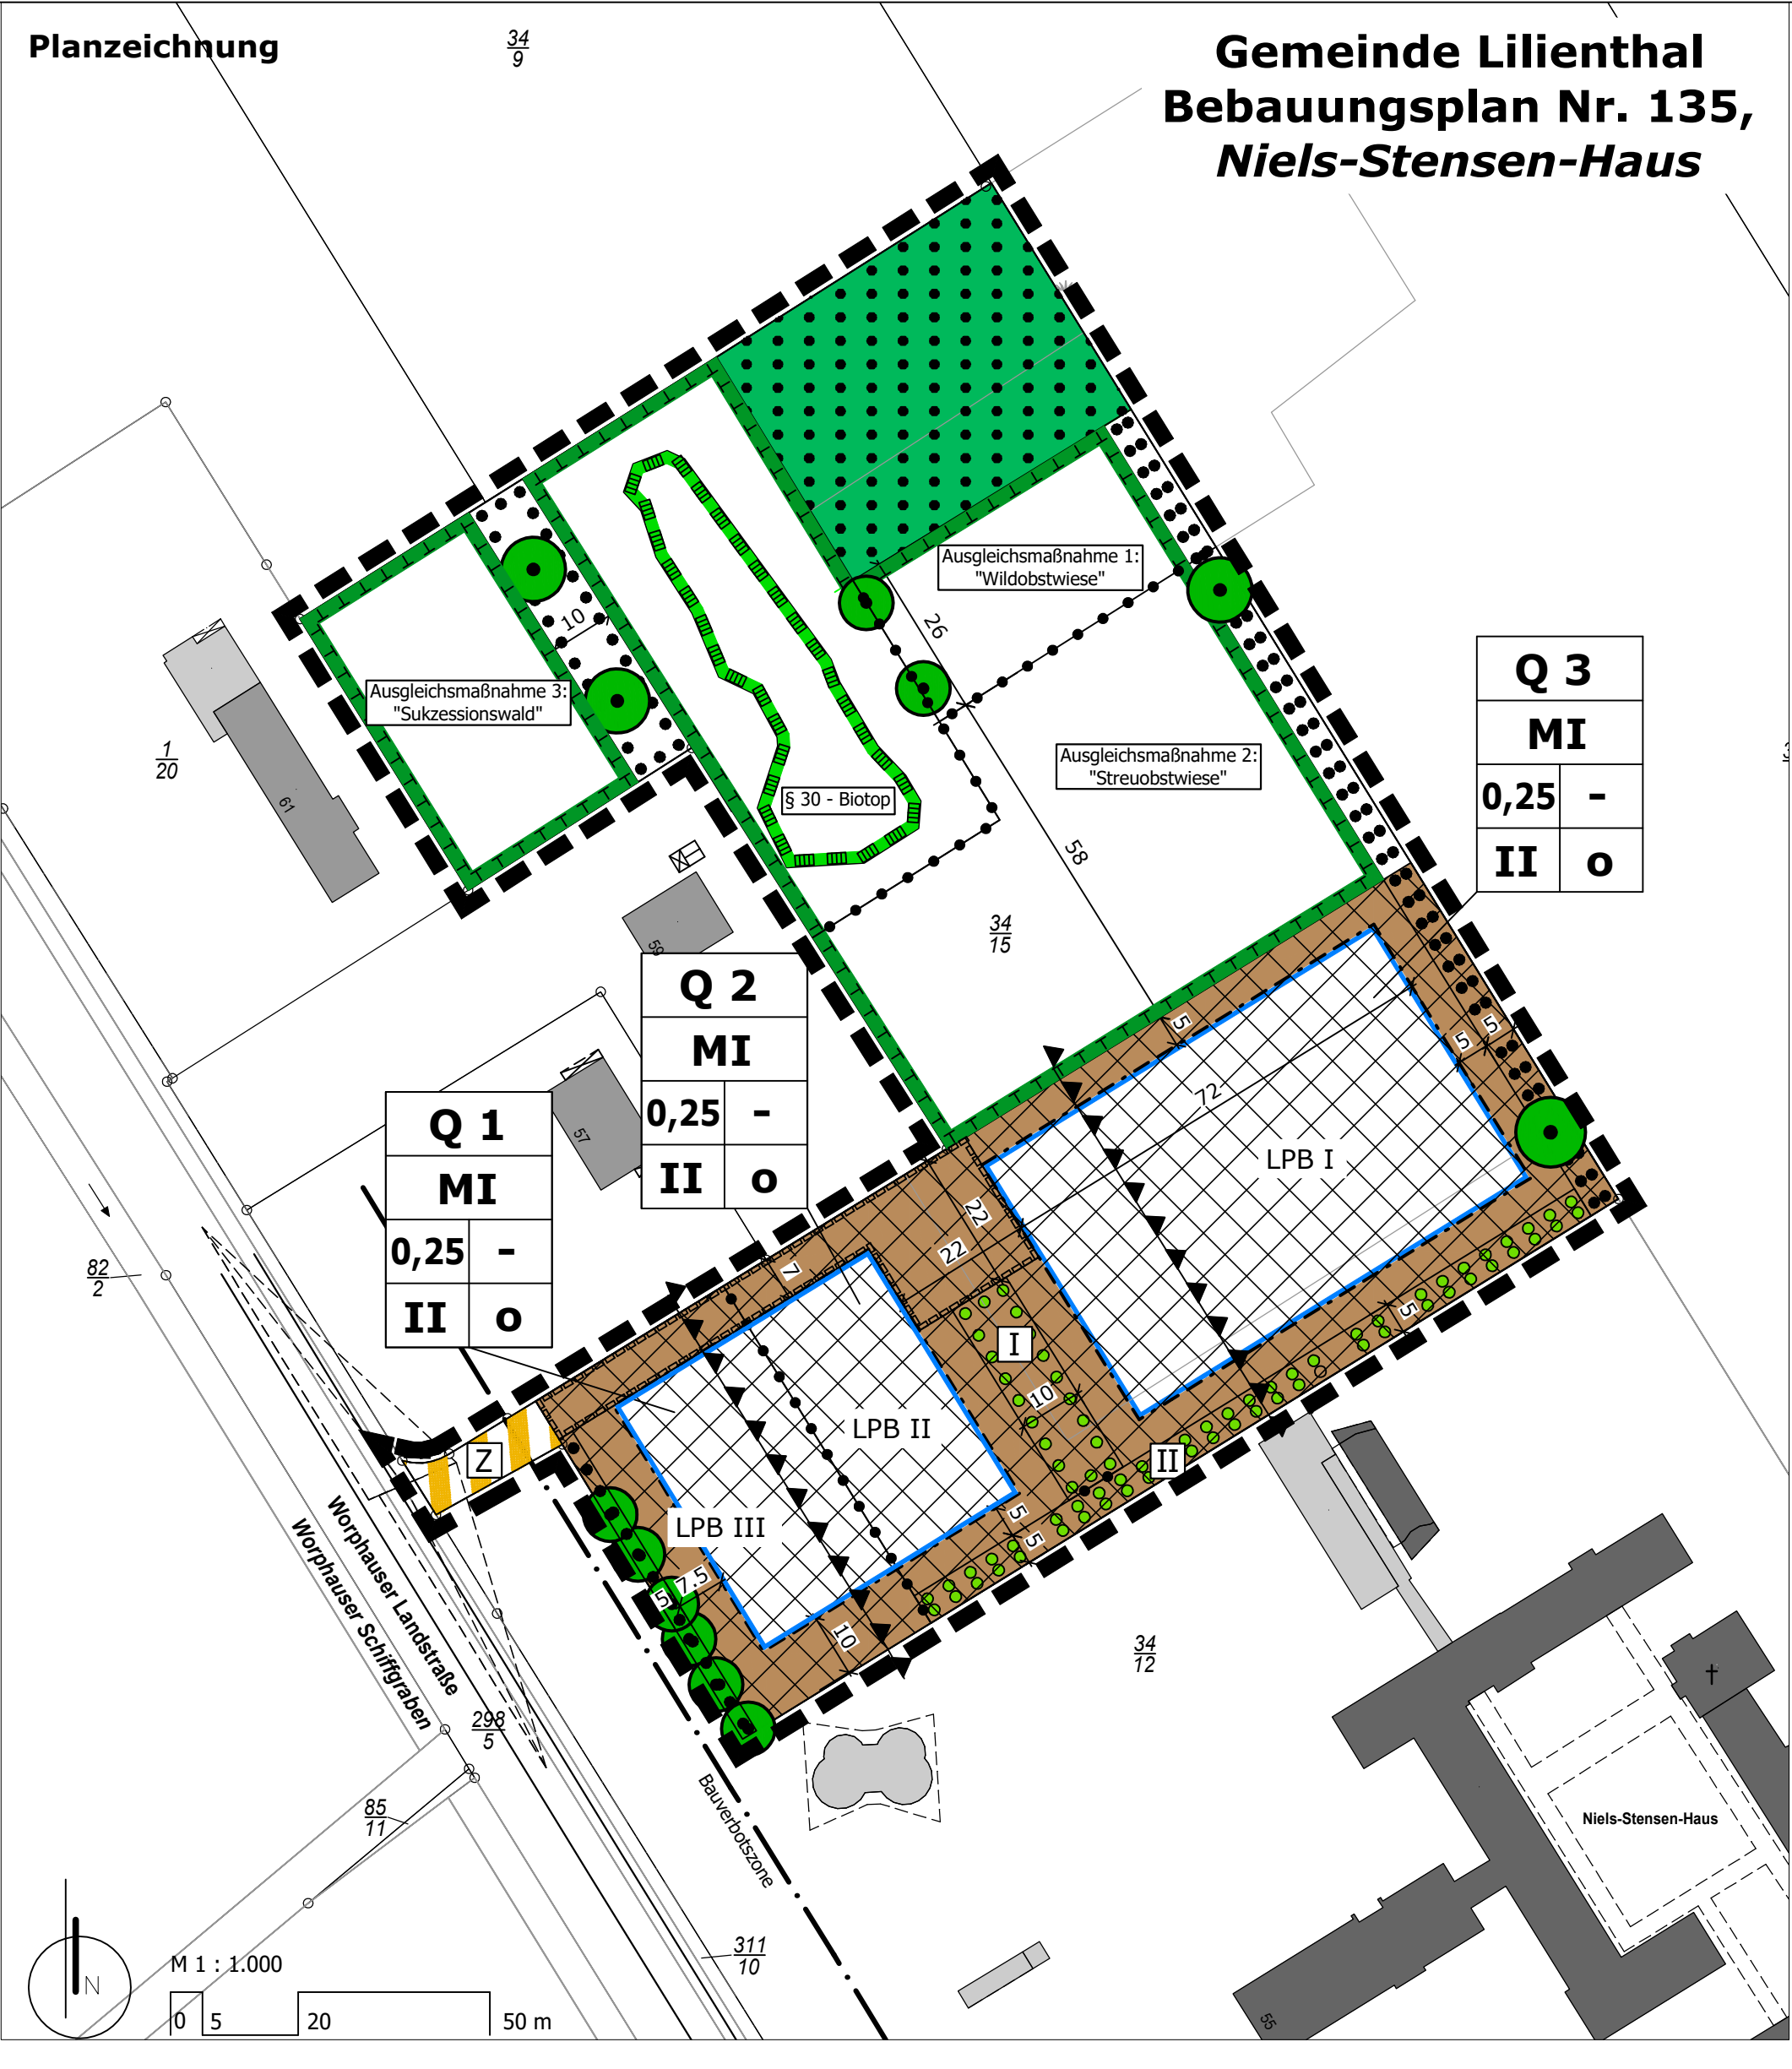 Planzeichnung
Gemeinde Lilienthal
Bebauungsplan Nr. 135,
Niels-Stensen-Haus
34
9
Ausgleichsmaßnahme 1:
"Wildobstwiese"
26
10
Ausgleichsmaßnahme 3:
"Sukzessionswald"
Q 3
MI
0,25 -
II o
1
20
61
Ausgleichsmaßnahme 2:
"Streuobstwiese"
§ 30 - Biotop
58
34
15
59
Q 2
MI
0,25 -
II o
57
Q 1
MI
0,25 -
II o
5
5
5
72
LPB I
22
22
7
82
2
5
I
10
LPB II
II
Z
LPB III
5
5
7.5
5
10
Worphauser Landstraße
Worphauser Schiffgraben
34
12
298
5
85
11
Bauverbotszone
Niels-Stensen-Haus
311
10
55
N
M 1 : 1.000
0 5 20 50 m